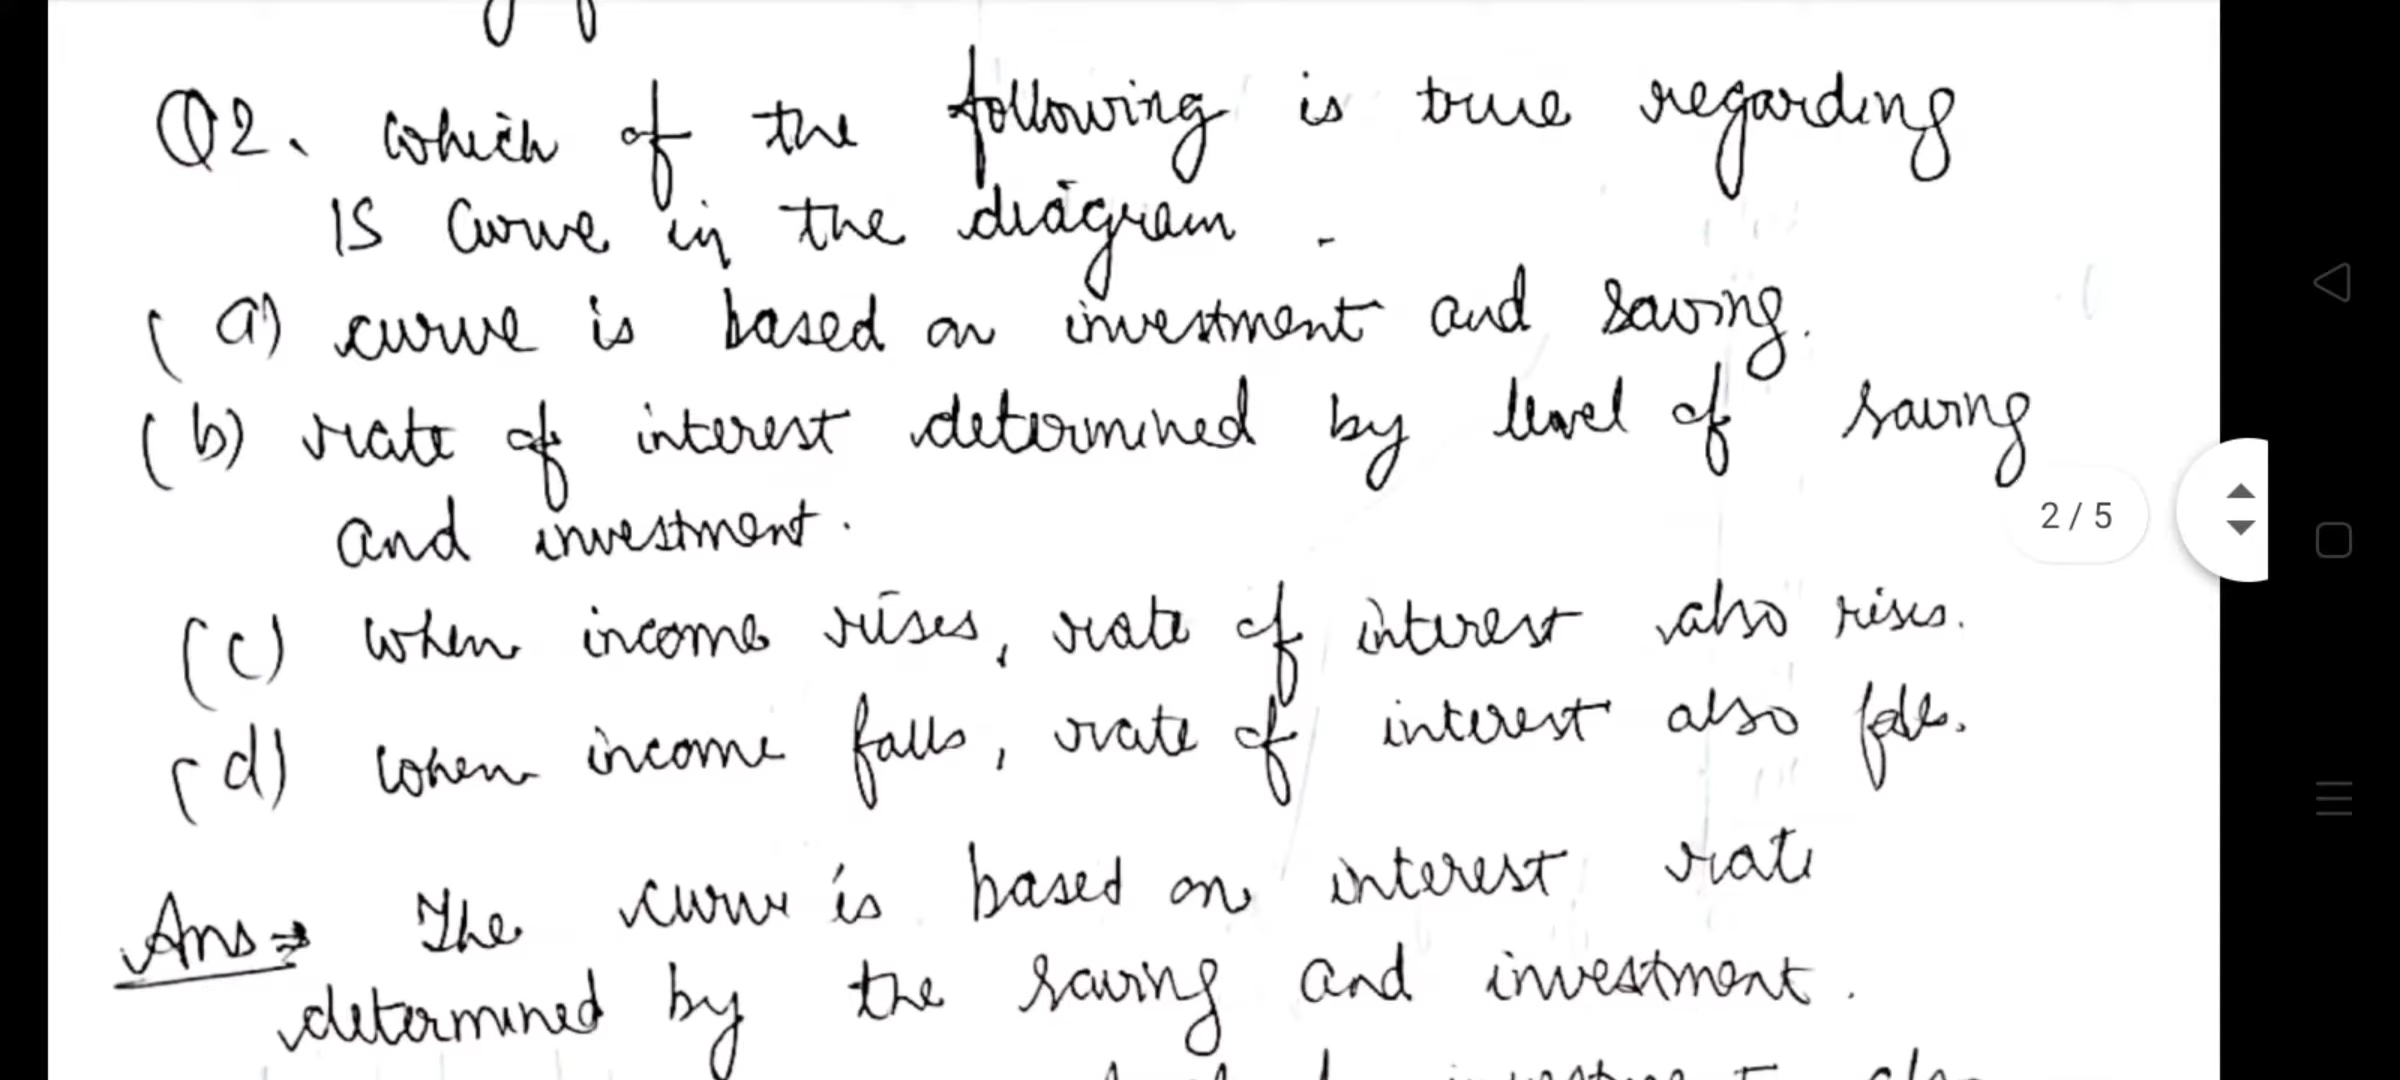 Q2. which of the following is true regarding
IS curve in the diagram.
(a) curve is based on investment and saving.
(b) rate of interest determined by level of saving
and investment.
2 / 5
(c) when income rises, rate of interest also rises.
(d) when income falls, rate of interest also falls.
Ans ⇒ The curve is based on interest rate
determined by the saving and investment.